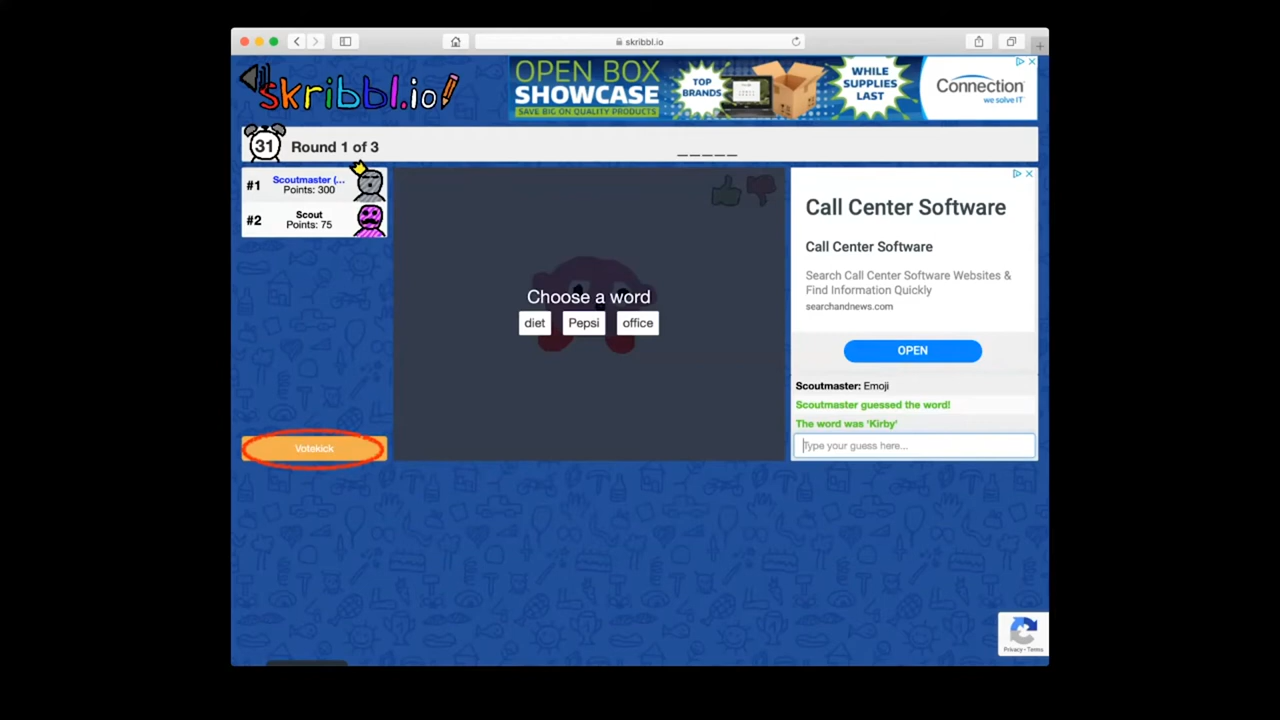 skribbl.io
skribbl.io
OPEN BOX
SHOWCASE
SAVE BIG ON QUALITY PRODUCTS
TOP
BRANDS
WHILE
SUPPLIES
LAST
Connection
we solve IT
31
Round 1 of 3
_ _ _ _ _
#1
Scoutmaster (...
Points: 300
#2
Scout
Points: 75
Choose a word
diet Pepsi office
Call Center Software
Call Center Software
Search Call Center Software Websites &
Find Information Quickly
searchandnews.com
OPEN
Scoutmaster: Emoji
Scoutmaster guessed the word!
The word was 'Kirby'
Type your guess here...
Votekick
Privacy - Terms